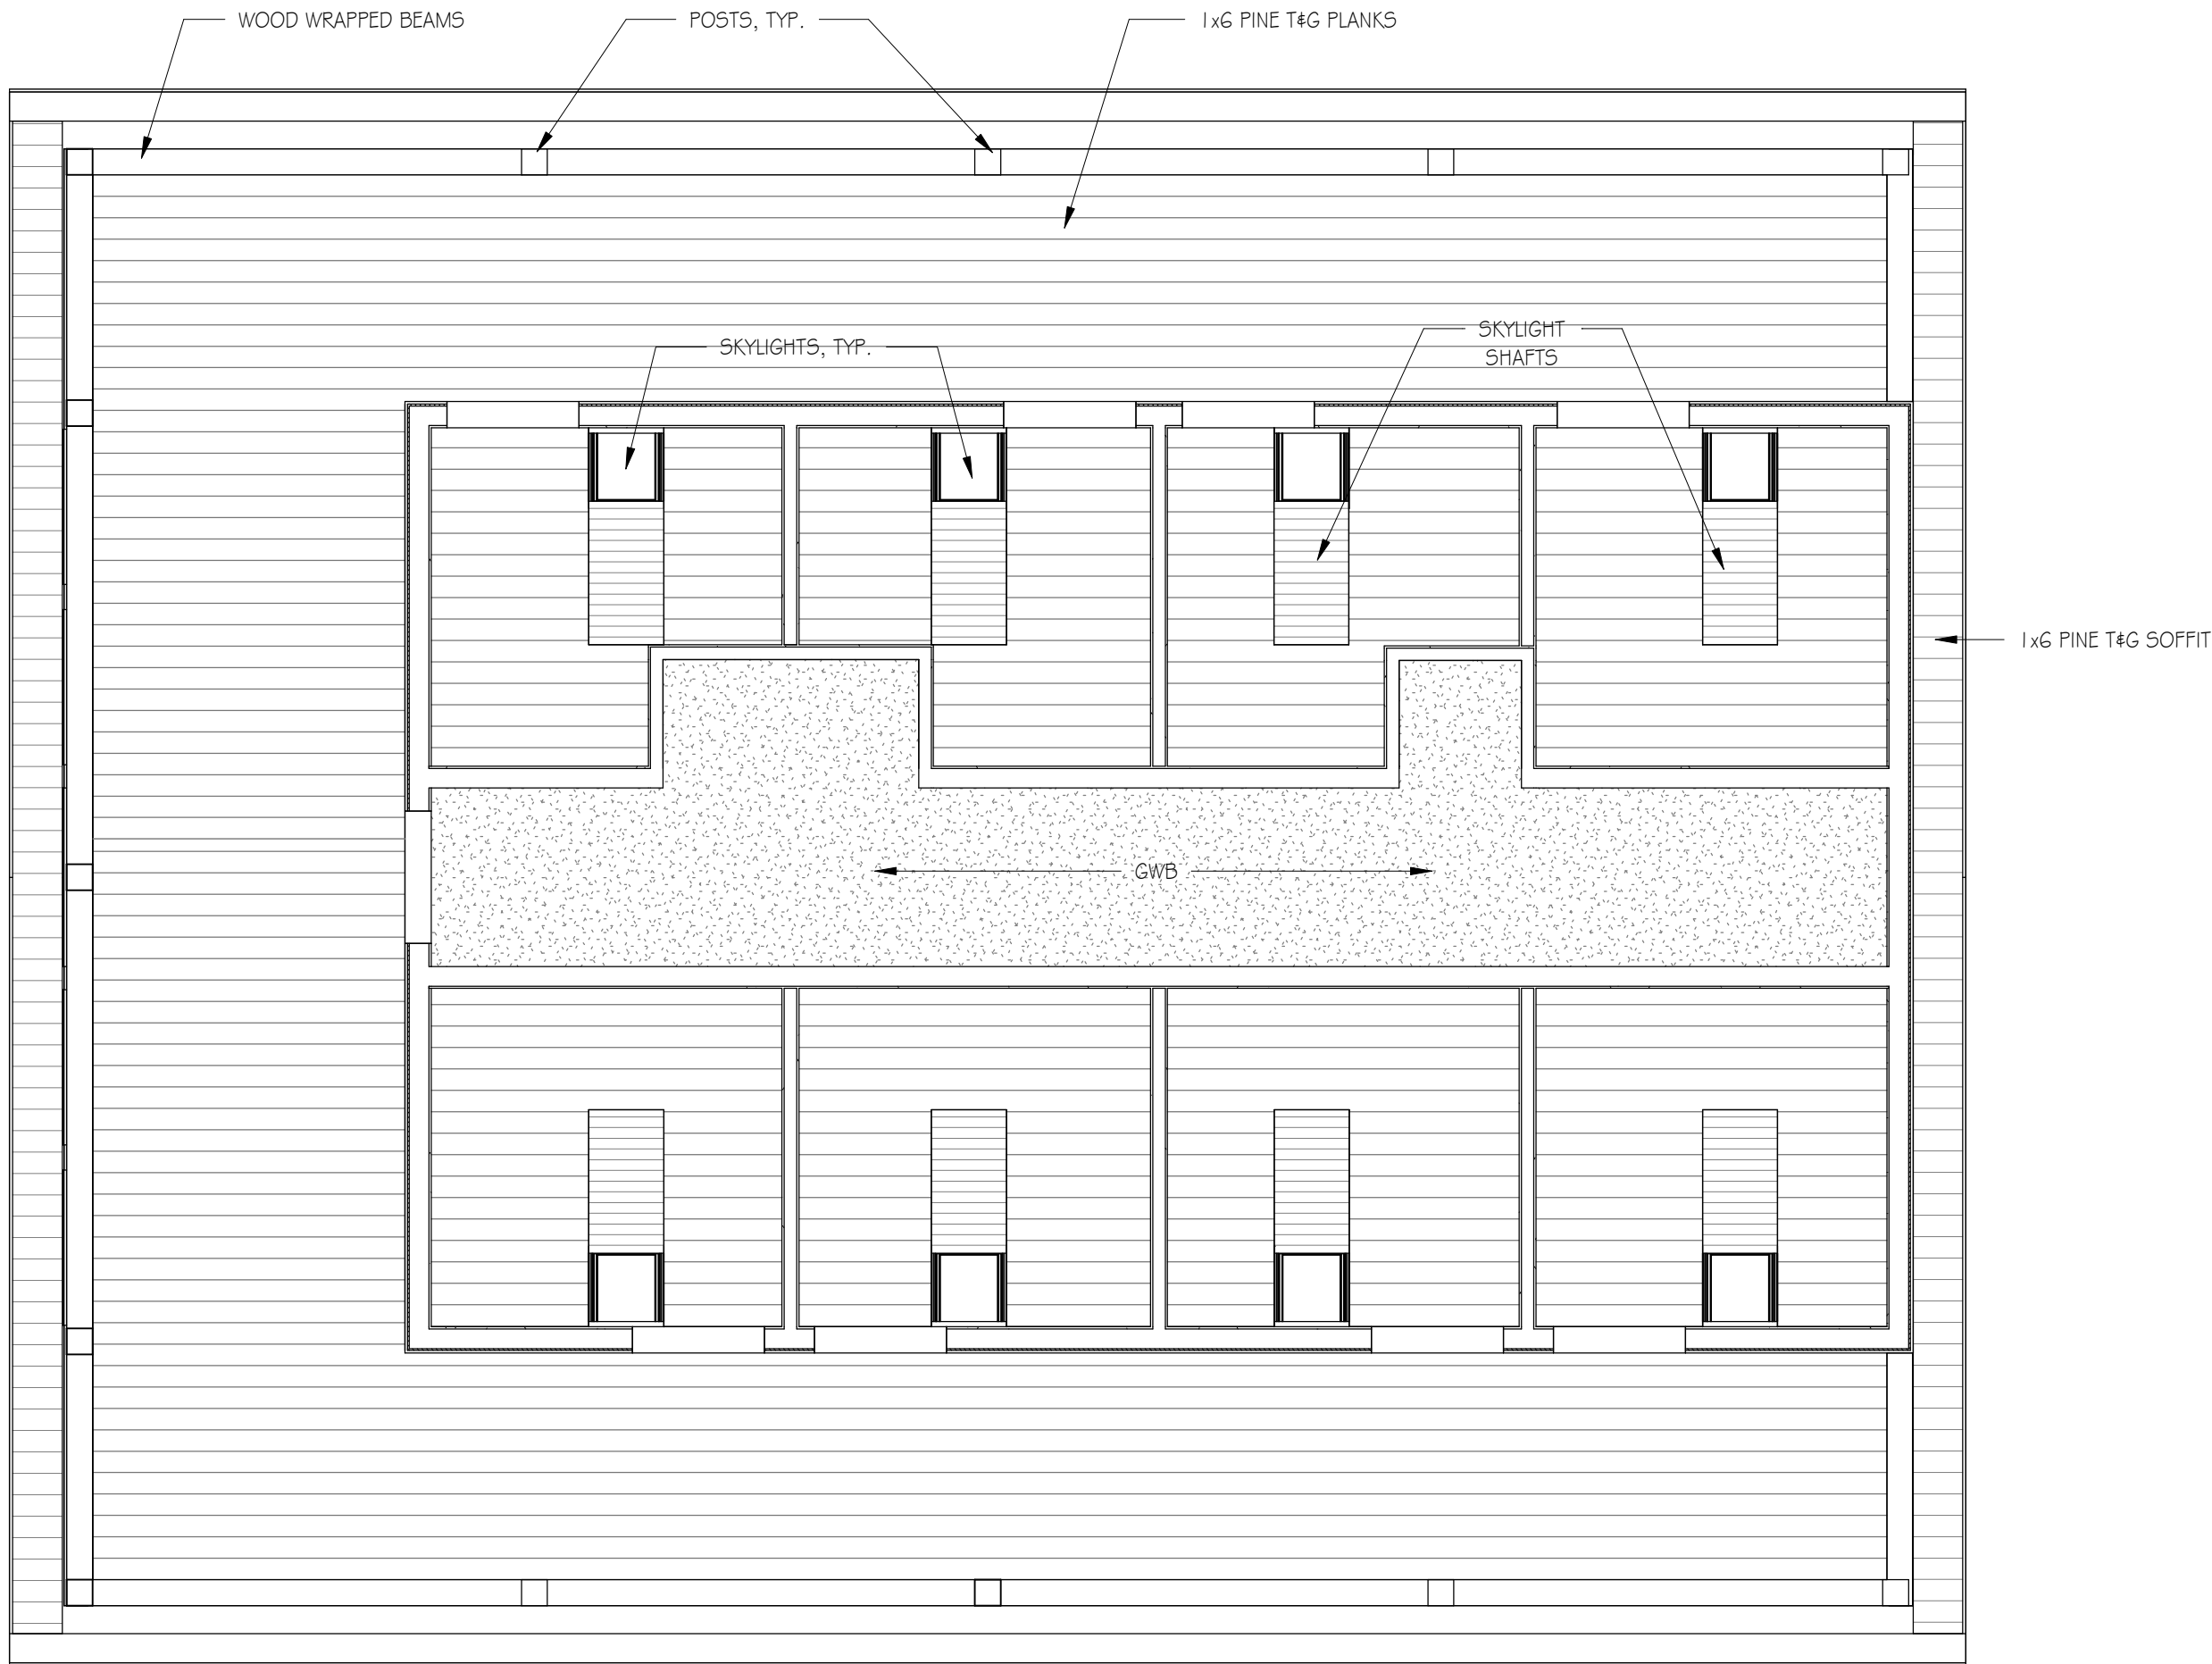 WOOD WRAPPED BEAMS
POSTS, TYP.
1x6 PINE T&G PLANKS
SKYLIGHTS, TYP.
SKYLIGHT
SHAFTS
1x6 PINE T&G SOFFIT
GWB